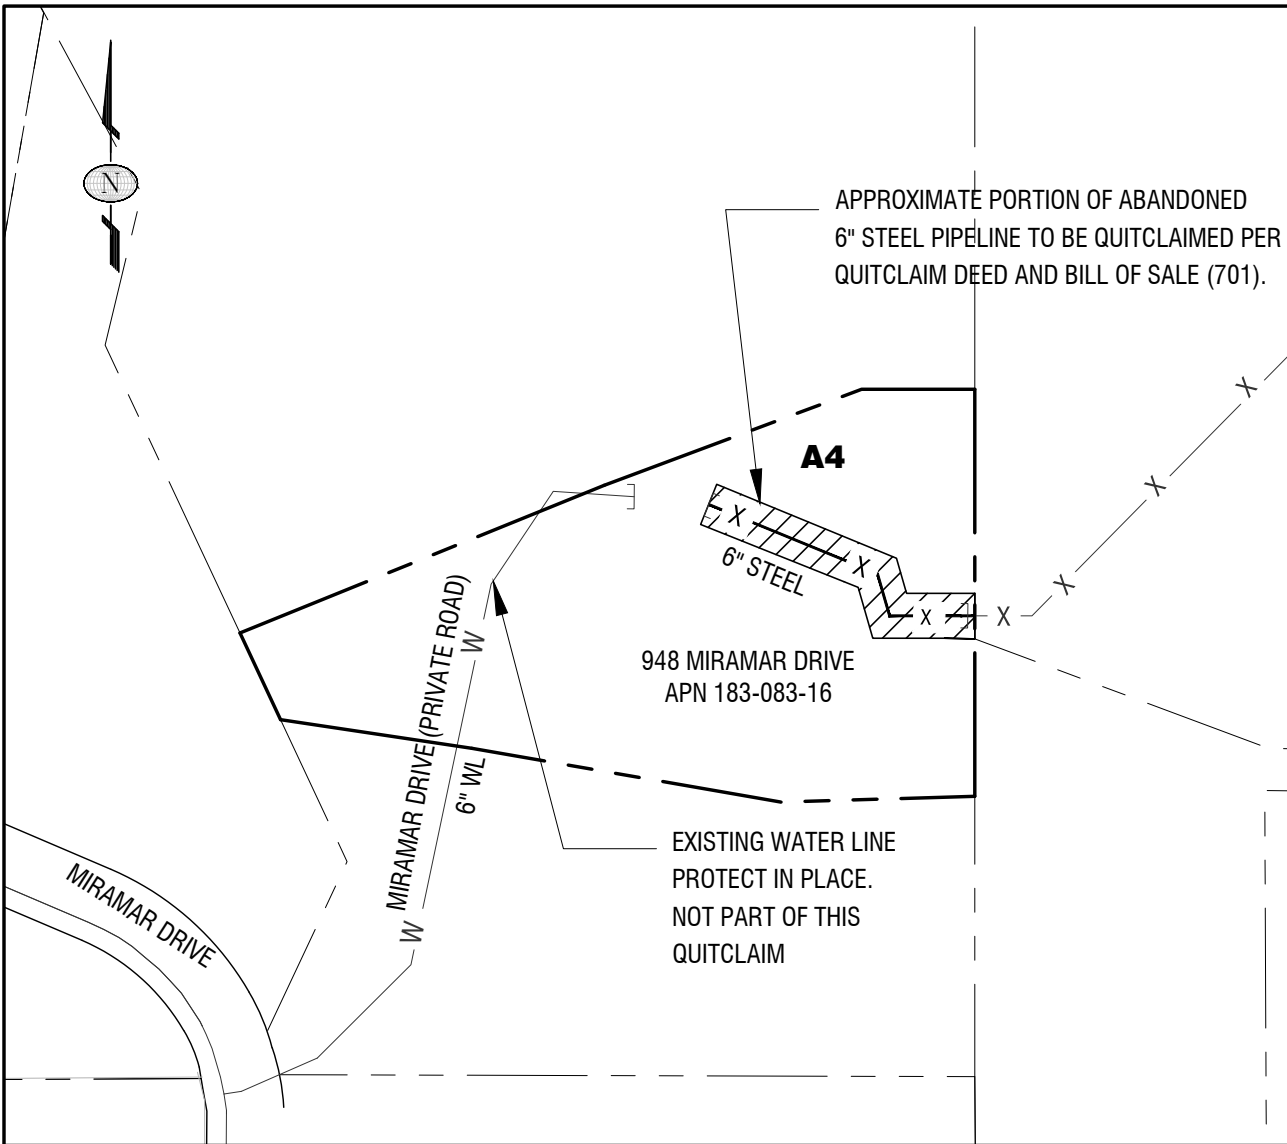 N
APPROXIMATE PORTION OF ABANDONED
6" STEEL PIPELINE TO BE QUITCLAIMED PER
QUITCLAIM DEED AND BILL OF SALE (701).
X
A4
X
X
6" STEEL
X
X
X
X
948 MIRAMAR DRIVE
APN 183-083-16
W
MIRAMAR DRIVE (PRIVATE ROAD)
6" WL
W
EXISTING WATER LINE
PROTECT IN PLACE.
NOT PART OF THIS
QUITCLAIM
MIRAMAR DRIVE